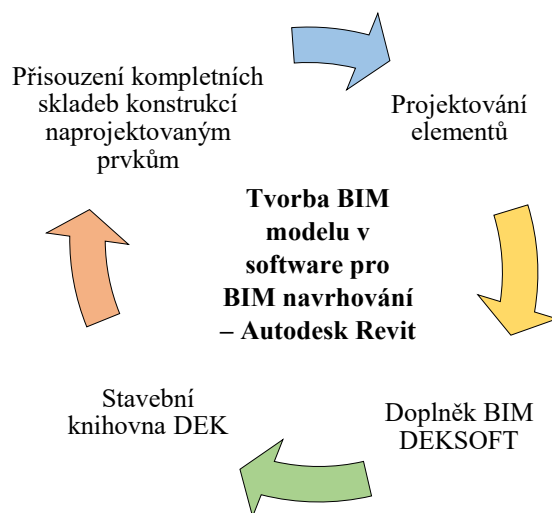 Přisouzení kompletních
skladeb konstrukcí
naprojektovaným
prvkům
Projektování
elementů
Tvorba BIM
modelu v
software pro
BIM navrhování
– Autodesk Revit
Stavební
knihovna DEK
Doplněk BIM
DEKSOFT